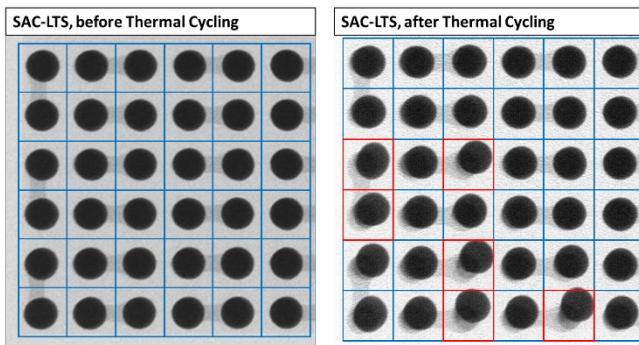 SAC-LTS, before Thermal Cycling
SAC-LTS, after Thermal Cycling